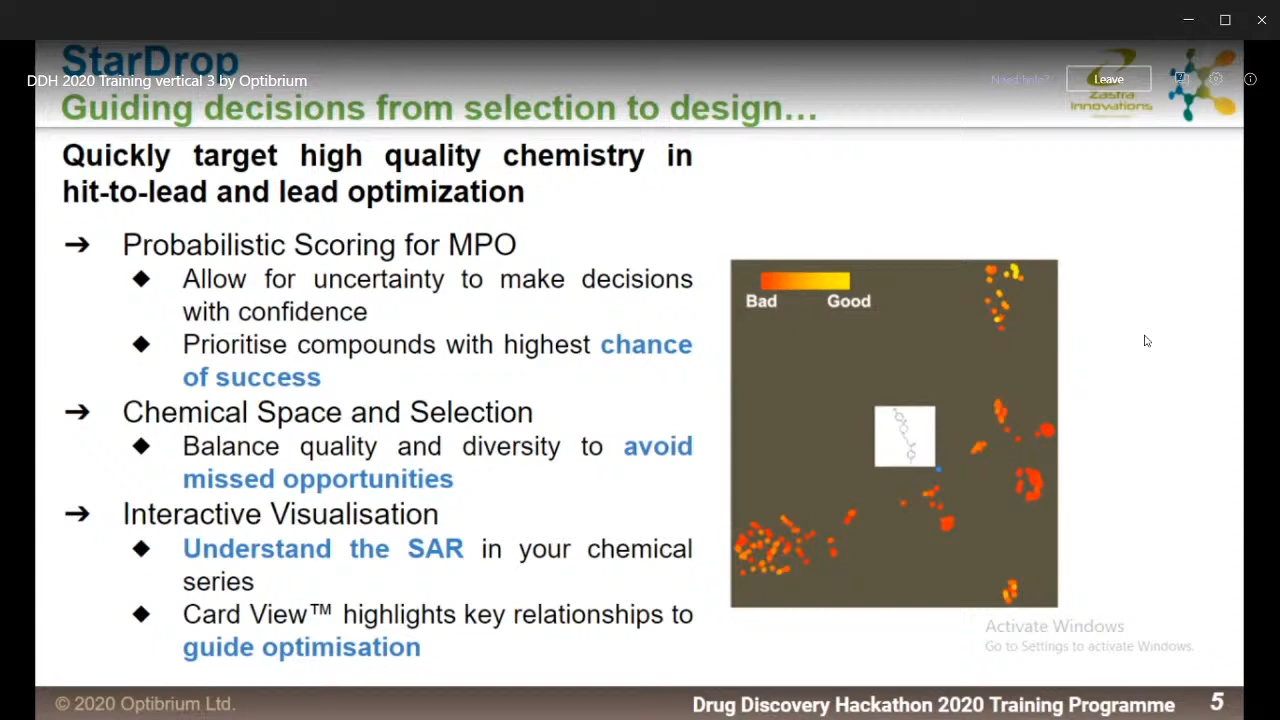 StarDrop
DDH 2020 Training vertical 3 by Optibrium
Need help?
Leave
Zastra
innovations
Guiding decisions from selection to design...
Quickly target high quality chemistry in
hit-to-lead and lead optimization
➔ Probabilistic Scoring for MPO
◆ Allow for uncertainty to make decisions
with confidence
◆ Prioritise compounds with highest chance
of success
➔ Chemical Space and Selection
◆ Balance quality and diversity to avoid
missed opportunities
➔ Interactive Visualisation
◆ Understand the SAR in your chemical
series
◆ Card View™ highlights key relationships to
guide optimisation
Bad Good
Activate Windows
Go to Settings to activate Windows.
© 2020 Optibrium Ltd.
Drug Discovery Hackathon 2020 Training Programme 5